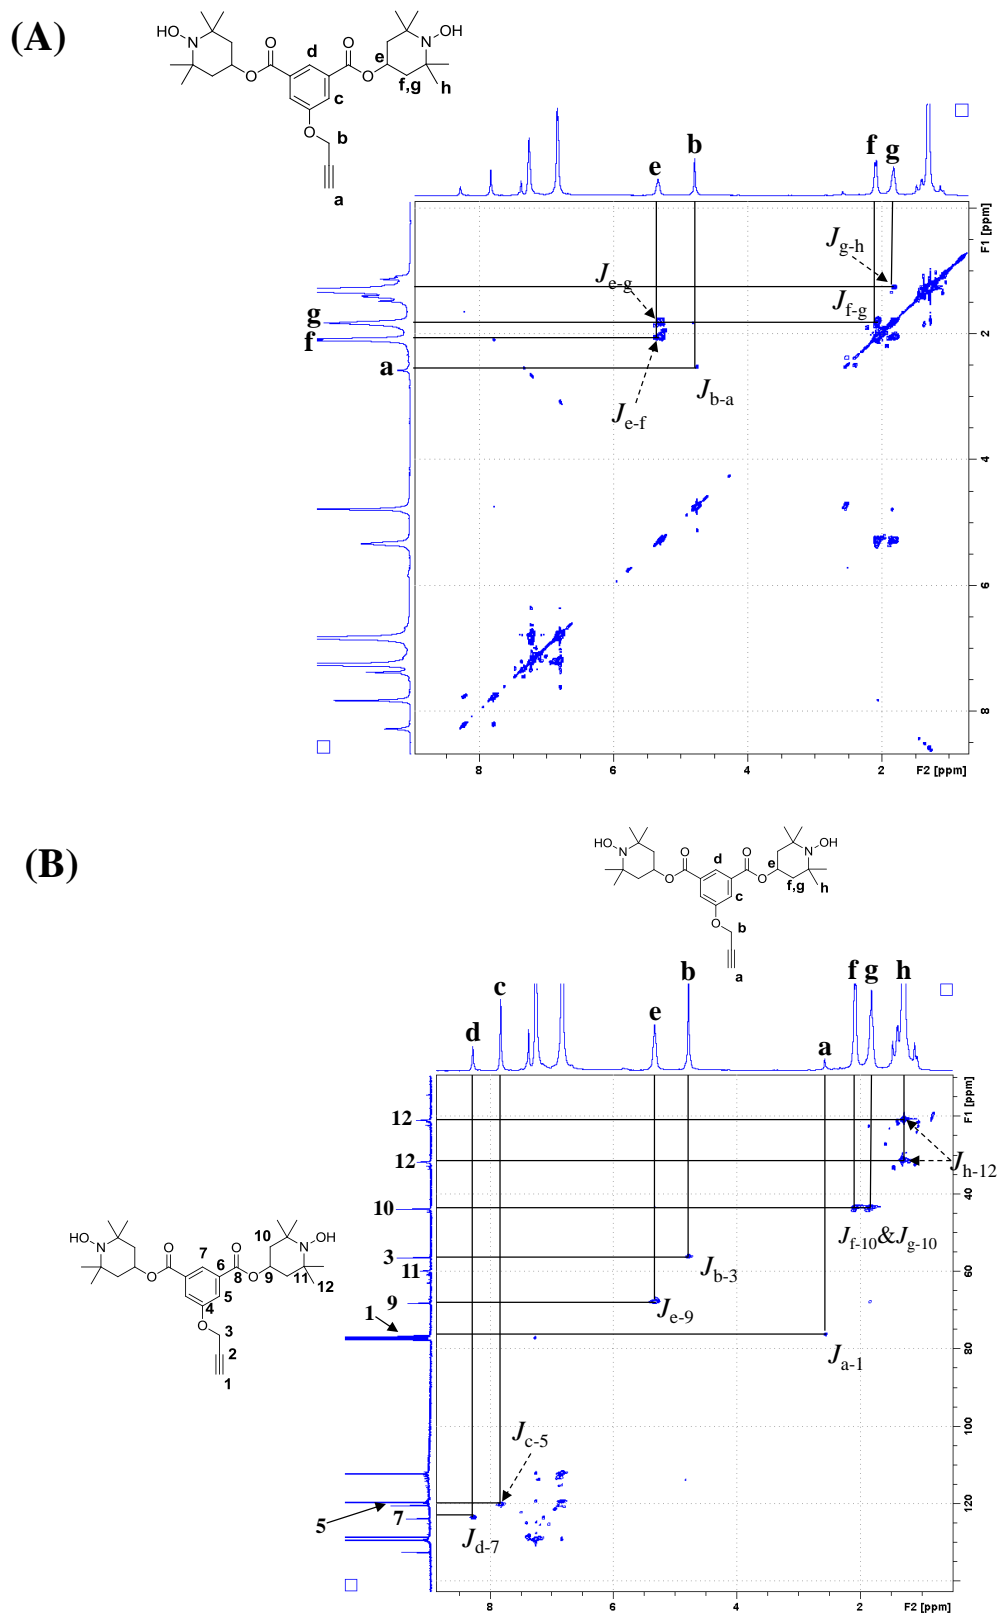 (A)
HO
N
O
O
O
O
d
c
e
f,g
N
OH
h
O
b
a
e
b
f
g
g
f
a
J e-g
J g-h
J f-g
J e-f
J b-a
F1 [ppm]
2
4
6
8
8
6
4
2
F2 [ppm]
(B)
HO
N
O
O
O
O
d
c
e
f,g
N
OH
h
O
b
a
d
c
e
b
a
f
g
h
12
12
10
3
11
9
1
5
7
J h-12
J f-10&J g-10
J b-3
J e-9
J a-1
J c-5
J d-7
HO
N
O
O
7
6
5
4
O
8
O
9
10
11
12
N
OH
O
3
2
1
F1 [ppm]
40
60
80
100
120
8
6
4
2
F2 [ppm]